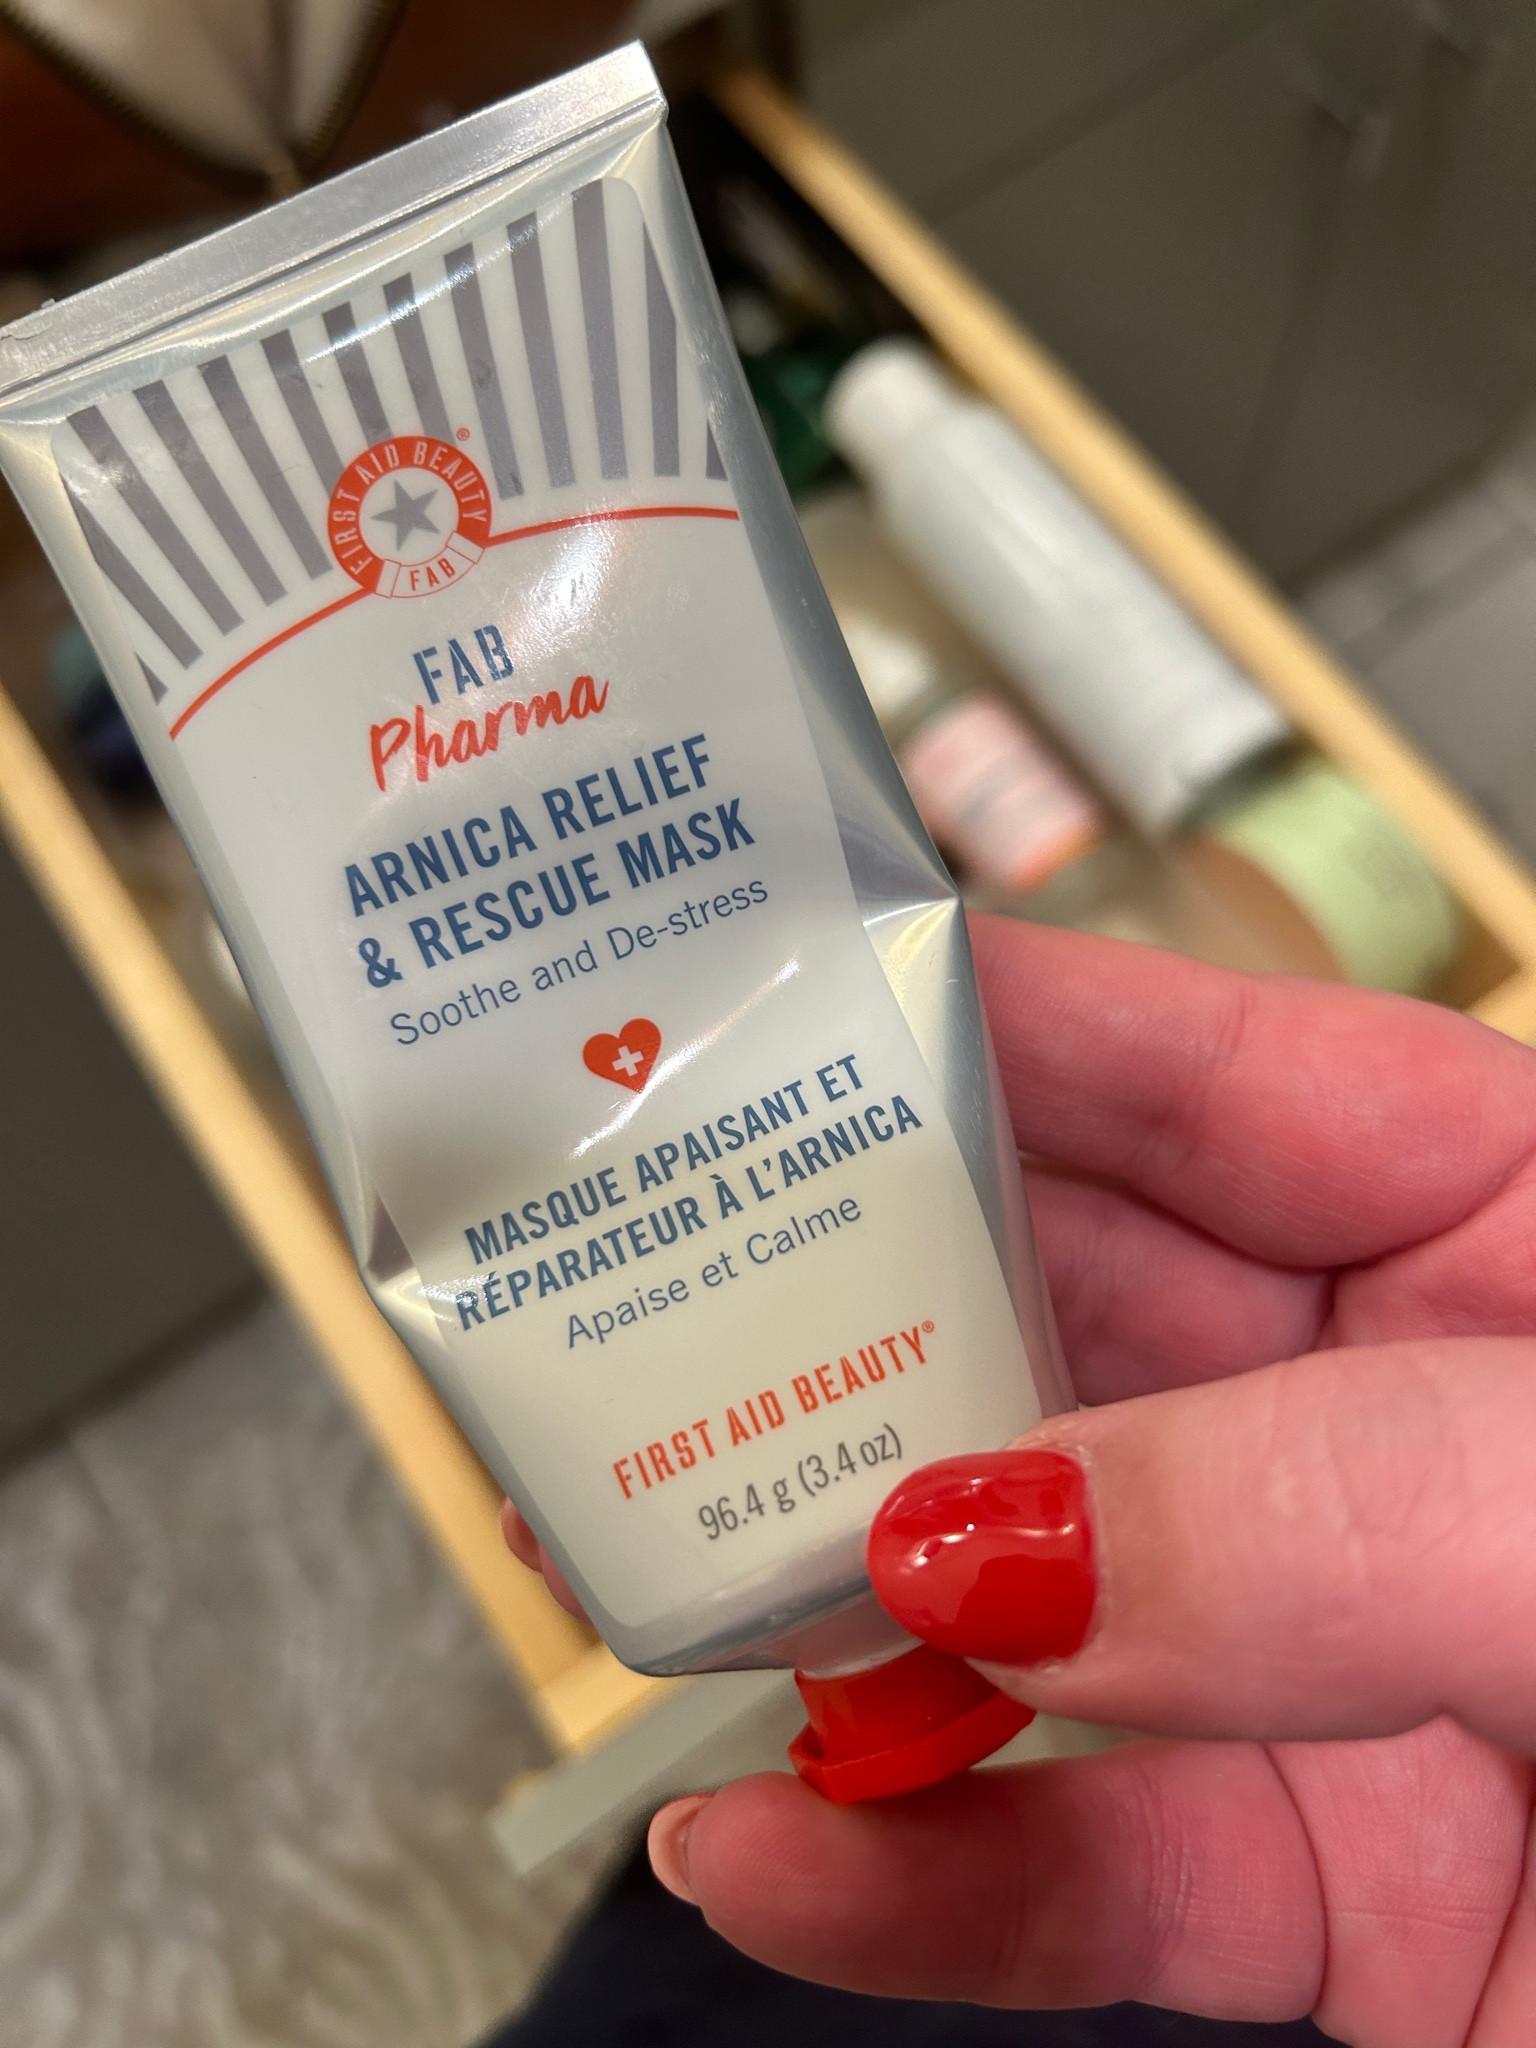 FIRST AID BEAUTY®
FAB
FAB
Pharma
ARNICA RELIEF
& RESCUE MASK
Soothe and De-stress
MASQUE APAISANT ET
RÉPARATEUR À L'ARNICA
Apaise et Calme
FIRST AID BEAUTY®
96.4 g (3.4 oz)